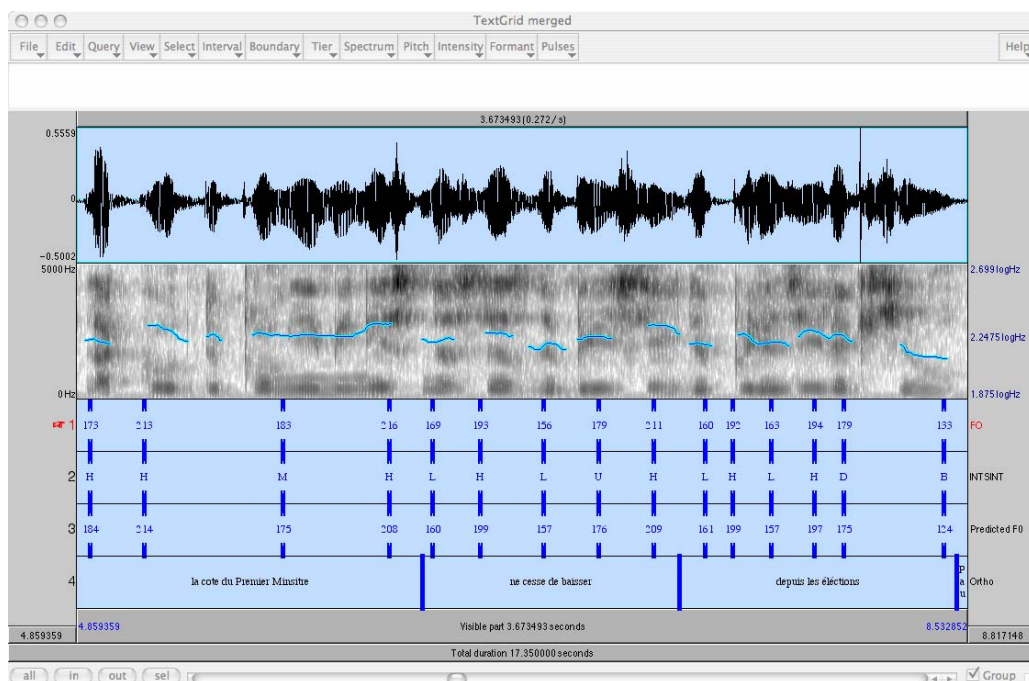 TextGrid merged
File Edit Query View Select Interval Boundary Tier Spectrum Pitch Intensity Formant Pulses Help
3.673493(0.272 / s)
0.5559
0
-0.5002
5000 Hz 2.699 logHz
2.2475logHz
0 Hz 1.875 logHz
1 173 213 183 216 169 193 156 179 211 160 192 163 194 179 133 FO
2 H H M H L H L U H L H L H D B INTSINT
3 184 214 175 208 160 199 157 176 209 161 199 157 197 175 124 Predicted F0
4 la cote du Premier Minsitre ne cesse de baisser depuis les éléctions Pau Ortho
4.859359 4.859359 Visible part 3.673493 seconds 8.532852 8.817148
Total duration 17.350000 seconds
all in out sel Group